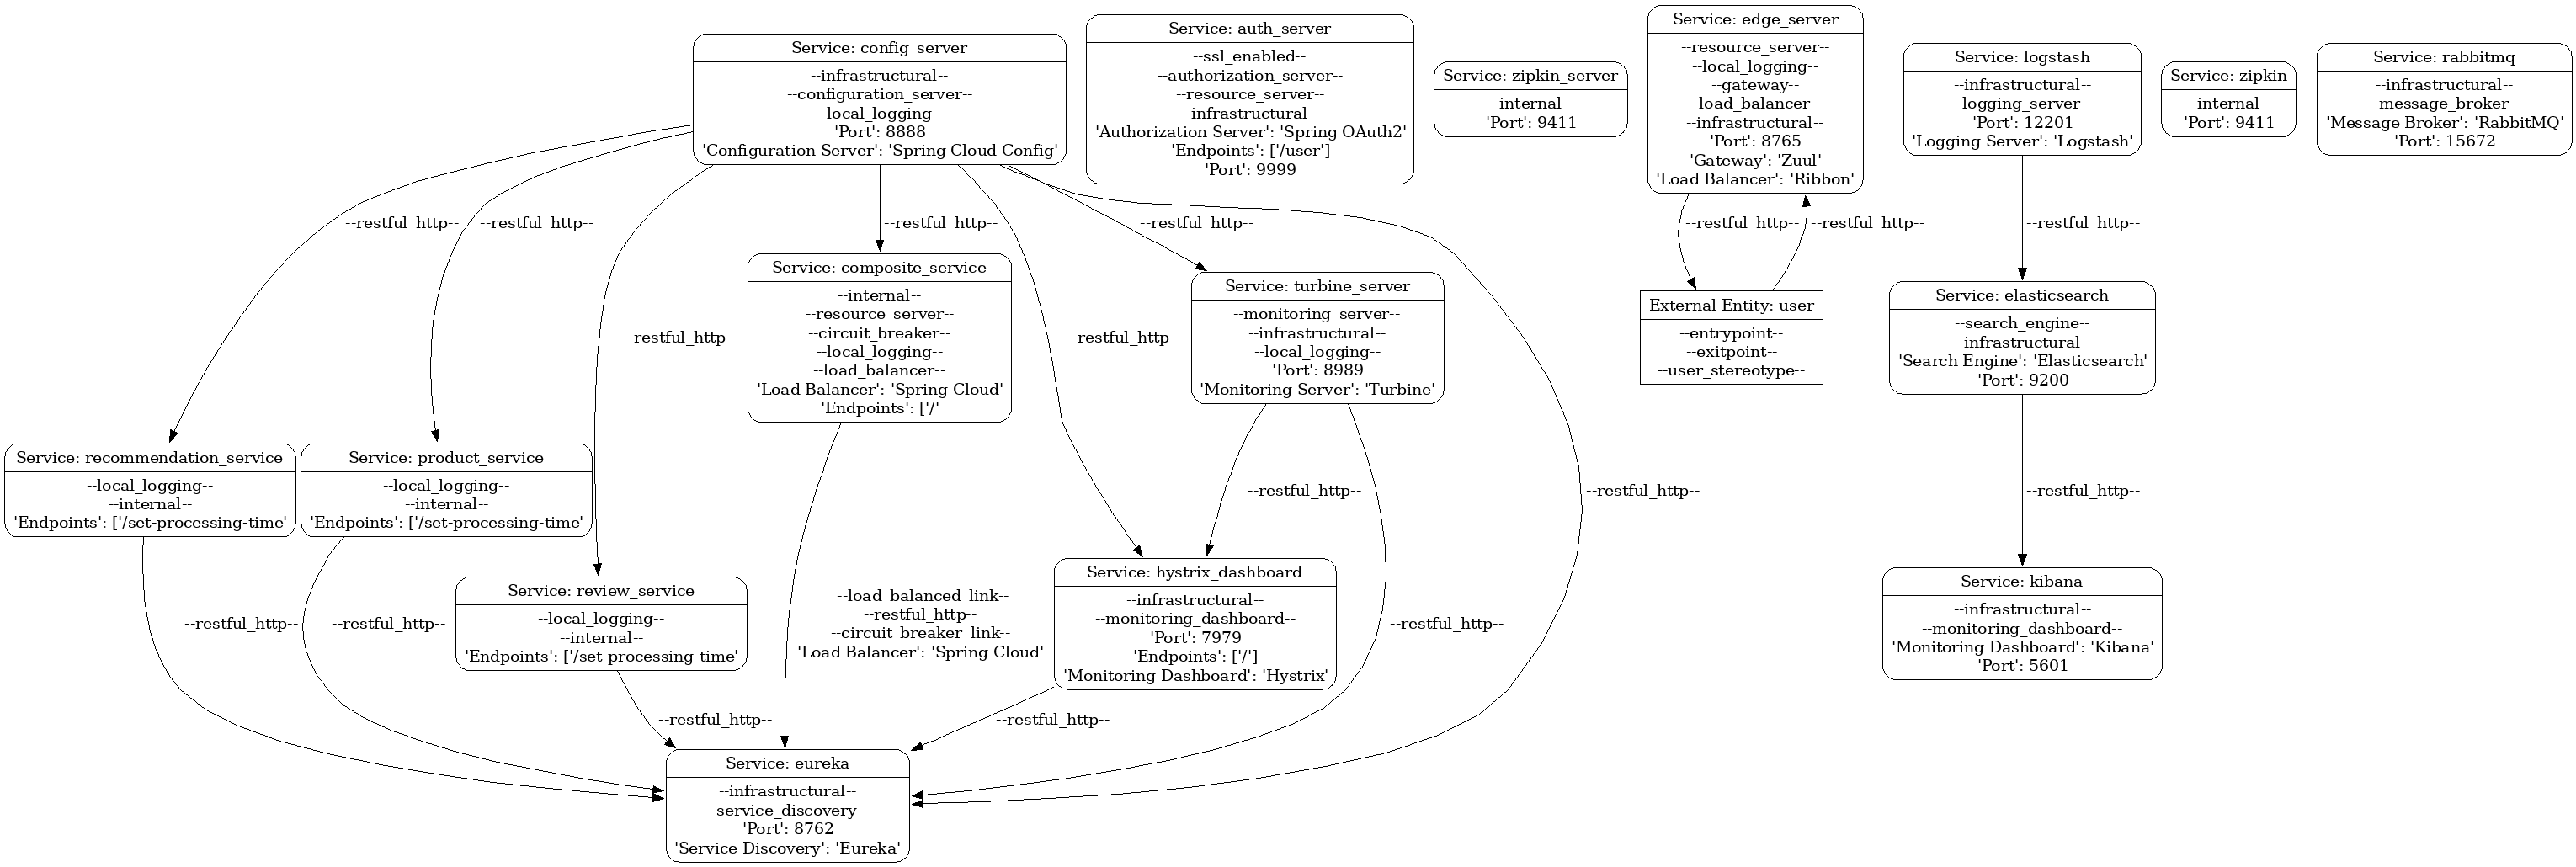 Service: config_server
--infrastructural--
--configuration_server--
--local_logging--
'Port': 8888
'Configuration Server': 'Spring Cloud Config'
Service: auth_server
--ssl_enabled--
--authorization_server--
--resource_server--
--infrastructural--
'Authorization Server': 'Spring OAuth2'
'Endpoints': ['/user']
'Port': 9999
Service: zipkin_server
--internal--
'Port': 9411
Service: edge_server
--resource_server--
--local_logging--
--gateway--
--load_balancer--
--infrastructural--
'Port': 8765
'Gateway': 'Zuul'
'Load Balancer': 'Ribbon'
Service: logstash
--infrastructural--
--logging_server--
'Port': 12201
'Logging Server': 'Logstash'
Service: zipkin
--internal--
'Port': 9411
Service: rabbitmq
--infrastructural--
--message_broker--
'Message Broker': 'RabbitMQ'
'Port': 15672
--restful_http--
--restful_http--
--restful_http--
--restful_http--
--restful_http--
--restful_http--
--restful_http--
Service: composite_service
--internal--
--resource_server--
--circuit_breaker--
--local_logging--
--load_balancer--
'Load Balancer': 'Spring Cloud'
'Endpoints': ['/'
Service: turbine_server
--monitoring_server--
--infrastructural--
--local_logging--
'Port': 8989
'Monitoring Server': 'Turbine'
External Entity: user
--entrypoint--
--exitpoint--
--user_stereotype--
Service: elasticsearch
--search_engine--
--infrastructural--
'Search Engine': 'Elasticsearch'
'Port': 9200
--restful_http--
--restful_http--
Service: recommendation_service
--local_logging--
--internal--
'Endpoints': ['/set-processing-time'
Service: product_service
--local_logging--
--internal--
'Endpoints': ['/set-processing-time'
--restful_http--
--restful_http--
--restful_http--
Service: review_service
--local_logging--
--internal--
'Endpoints': ['/set-processing-time'
--load_balanced_link--
--restful_http--
--circuit_breaker_link--
'Load Balancer': 'Spring Cloud'
Service: hystrix_dashboard
--infrastructural--
--monitoring_dashboard--
'Port': 7979
'Endpoints': ['/']
'Monitoring Dashboard': 'Hystrix'
Service: kibana
--infrastructural--
--monitoring_dashboard--
'Monitoring Dashboard': 'Kibana'
'Port': 5601
--restful_http--
--restful_http--
--restful_http--
--restful_http--
--restful_http--
Service: eureka
--infrastructural--
--service_discovery--
'Port': 8762
'Service Discovery': 'Eureka'